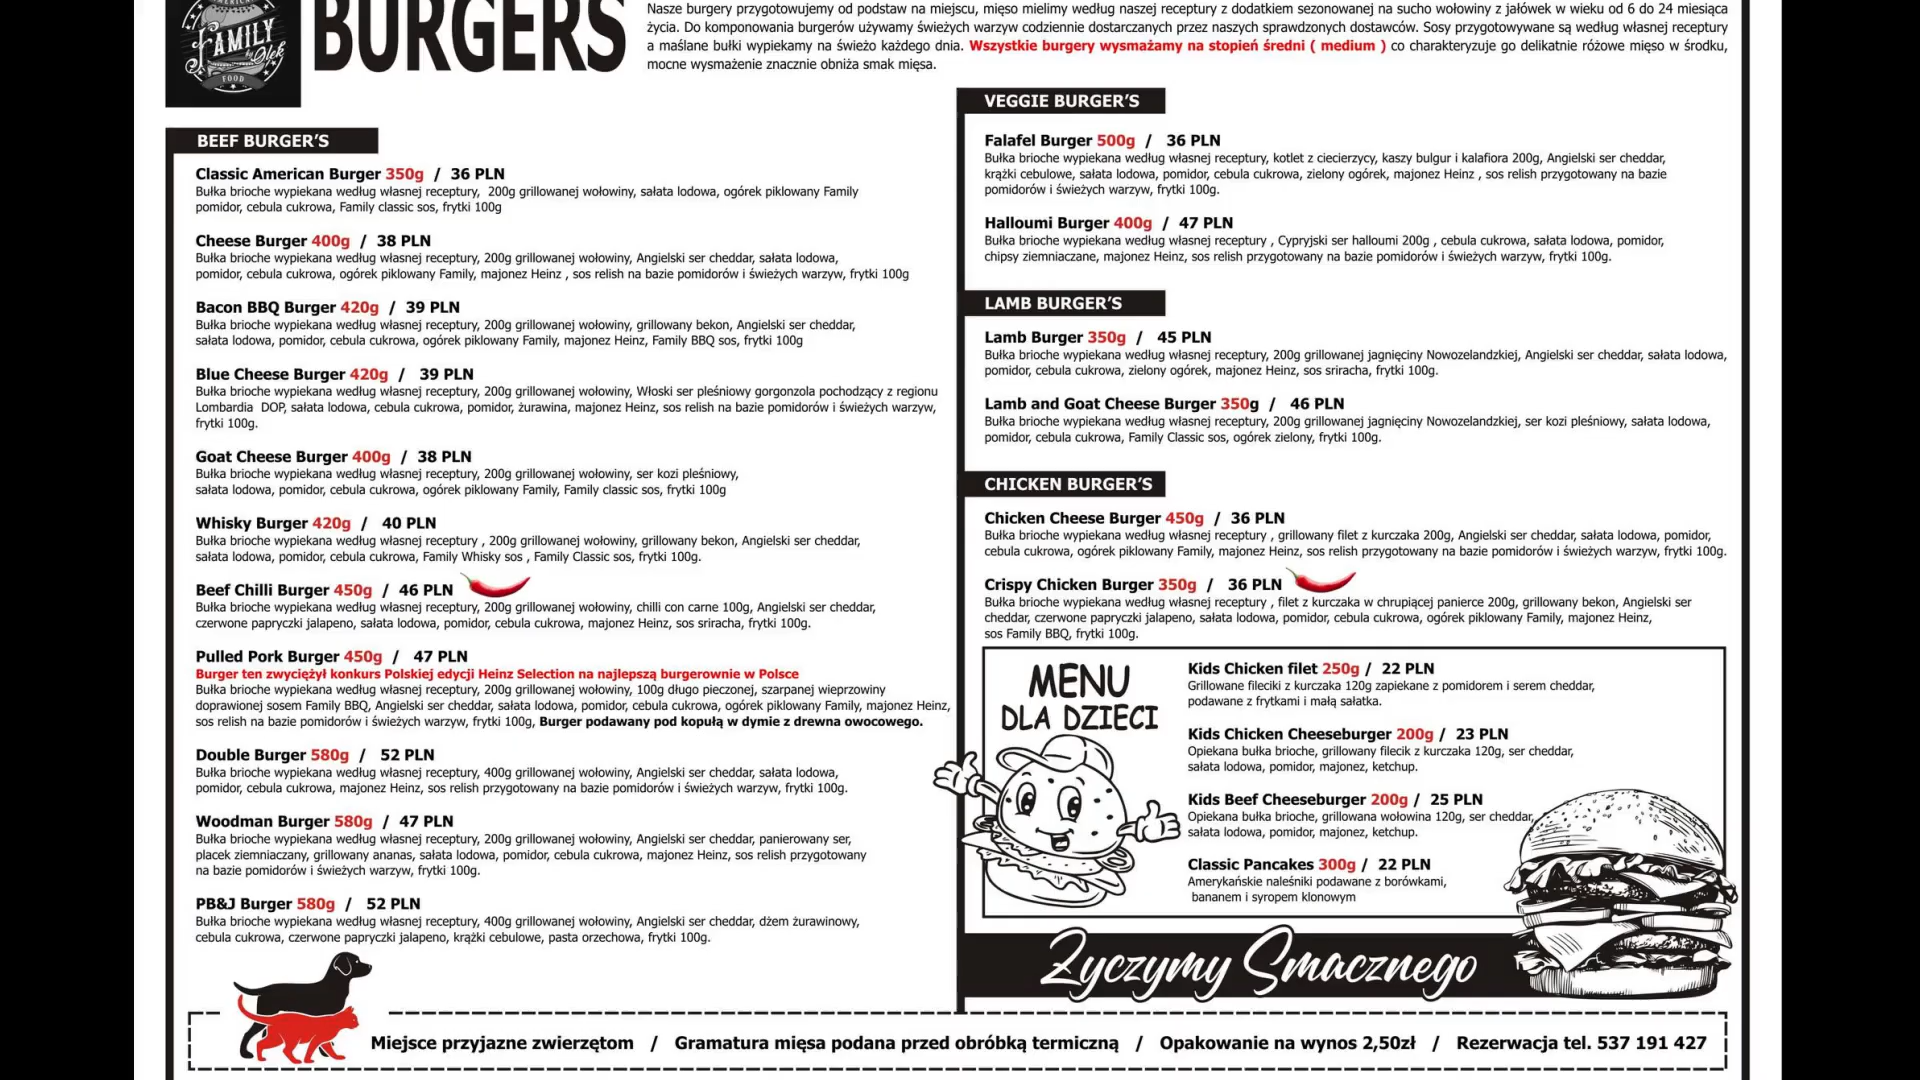 FAMILY
by Olek
FOOD
BURGERS
Nasze burgery przygotowujemy od podstaw na miejscu, mięso mielimy według naszej receptury z dodatkiem sezonowanej na sucho wołowiny z jałówek w wieku od 6 do 24 miesiąca
życia. Do komponowania burgerów używamy świeżych warzyw codziennie dostarczanych przez naszych sprawdzonych dostawców. Sosy przygotowywane są według własnej receptury
a maślane bułki wypiekamy na świeżo każdego dnia. Wszystkie burgery wysmażamy na stopień średni ( medium ) co charakteryzuje go delikatnie różowe mięso w środku,
mocne wysmażenie znacznie obniża smak mięsa.
BEEF BURGER'S
Classic American Burger 350g / 36 PLN
Bułka brioche wypiekana według własnej receptury, 200g grillowanej wołowiny, sałata lodowa, ogórek piklowany Family
pomidor, cebula cukrowa, Family classic sos, frytki 100g
Cheese Burger 400g / 38 PLN
Bułka brioche wypiekana według własnej receptury, 200g grillowanej wołowiny, Angielski ser cheddar, sałata lodowa,
pomidor, cebula cukrowa, ogórek piklowany Family, majonez Heinz , sos relish na bazie pomidorów i świeżych warzyw, frytki 100g
Bacon BBQ Burger 420g / 39 PLN
Bułka brioche wypiekana według własnej receptury, 200g grillowanej wołowiny, grillowany bekon, Angielski ser cheddar,
sałata lodowa, pomidor, cebula cukrowa, ogórek piklowany Family, majonez Heinz, Family BBQ sos, frytki 100g
Blue Cheese Burger 420g / 39 PLN
Bułka brioche wypiekana według własnej receptury, 200g grillowanej wołowiny, Włoski ser pleśniowy gorgonzola pochodzący z regionu
Lombardia DOP, sałata lodowa, cebula cukrowa, pomidor, żurawina, majonez Heinz, sos relish na bazie pomidorów i świeżych warzyw,
frytki 100g.
Goat Cheese Burger 400g / 38 PLN
Bułka brioche wypiekana według własnej receptury, 200g grillowanej wołowiny, ser kozi pleśniowy,
sałata lodowa, pomidor, cebula cukrowa, ogórek piklowany Family, Family classic sos, frytki 100g
Whisky Burger 420g / 40 PLN
Bułka brioche wypiekana według własnej receptury , 200g grillowanej wołowiny, grillowany bekon, Angielski ser cheddar,
sałata lodowa, pomidor, cebula cukrowa, Family Whisky sos , Family Classic sos, frytki 100g.
Beef Chilli Burger 450g / 46 PLN
Bułka brioche wypiekana według własnej receptury, 200g grillowanej wołowiny, chilli con carne 100g, Angielski ser cheddar,
czerwone papryczki jalapeno, sałata lodowa, pomidor, cebula cukrowa, majonez Heinz, sos sriracha, frytki 100g.
Pulled Pork Burger 450g / 47 PLN
Burger ten zwyciężył konkurs Polskiej edycji Heinz Selection na najlepszą burgerownie w Polsce
Bułka brioche wypiekana według własnej receptury, 200g grillowanej wołowiny, 100g długo pieczonej, szarpanej wieprzowiny
doprawionej sosem Family BBQ, Angielski ser cheddar, sałata lodowa, pomidor, cebula cukrowa, ogórek piklowany Family, majonez Heinz,
sos relish na bazie pomidorów i świeżych warzyw, frytki 100g, Burger podawany pod kopułą w dymie z drewna owocowego.
Double Burger 580g / 52 PLN
Bułka brioche wypiekana według własnej receptury, 400g grillowanej wołowiny, Angielski ser cheddar, sałata lodowa,
pomidor, cebula cukrowa, majonez Heinz, sos relish przygotowany na bazie pomidorów i świeżych warzyw, frytki 100g.
Woodman Burger 580g / 47 PLN
Bułka brioche wypiekana według własnej receptury, 200g grillowanej wołowiny, Angielski ser cheddar, panierowany ser,
placek ziemniaczany, grillowany ananas, sałata lodowa, pomidor, cebula cukrowa, majonez Heinz, sos relish przygotowany
na bazie pomidorów i świeżych warzyw, frytki 100g.
PB&J Burger 580g / 52 PLN
Bułka brioche wypiekana według własnej receptury, 400g grillowanej wołowiny, Angielski ser cheddar, dżem żurawinowy,
cebula cukrowa, czerwone papryczki jalapeno, krążki cebulowe, pasta orzechowa, frytki 100g.
VEGGIE BURGER'S
Falafel Burger 500g / 36 PLN
Bułka brioche wypiekana według własnej receptury, kotlet z ciecierzycy, kaszy bulgur i kalafiora 200g, Angielski ser cheddar,
krążki cebulowe, sałata lodowa, pomidor, cebula cukrowa, zielony ogórek, majonez Heinz , sos relish przygotowany na bazie
pomidorów i świeżych warzyw, frytki 100g.
Halloumi Burger 400g / 47 PLN
Bułka brioche wypiekana według własnej receptury , Cypryjski ser halloumi 200g , cebula cukrowa, sałata lodowa, pomidor,
chipsy ziemniaczane, majonez Heinz, sos relish przygotowany na bazie pomidorów i świeżych warzyw, frytki 100g.
LAMB BURGER'S
Lamb Burger 350g / 45 PLN
Bułka brioche wypiekana według własnej receptury, 200g grillowanej jagnięciny Nowozelandzkiej, Angielski ser cheddar, sałata lodowa,
pomidor, cebula cukrowa, zielony ogórek, majonez Heinz, sos sriracha, frytki 100g.
Lamb and Goat Cheese Burger 350g / 46 PLN
Bułka brioche wypiekana według własnej receptury, 200g grillowanej jagnięciny Nowozelandzkiej, ser kozi pleśniowy, sałata lodowa,
pomidor, cebula cukrowa, Family Classic sos, ogórek zielony, frytki 100g.
CHICKEN BURGER'S
Chicken Cheese Burger 450g / 36 PLN
Bułka brioche wypiekana według własnej receptury , grillowany filet z kurczaka 200g, Angielski ser cheddar, sałata lodowa, pomidor,
cebula cukrowa, ogórek piklowany Family, majonez Heinz, sos relish przygotowany na bazie pomidorów i świeżych warzyw, frytki 100g.
Crispy Chicken Burger 350g / 36 PLN
Bułka brioche wypiekana według własnej receptury , filet z kurczaka w chrupiącej panierce 200g, grillowany bekon, Angielski ser
cheddar, czerwone papryczki jalapeno, sałata lodowa, pomidor, cebula cukrowa, ogórek piklowany Family, majonez Heinz,
sos Family BBQ, frytki 100g.
MENU
DLA DZIECI
Kids Chicken filet 250g / 22 PLN
Grillowane fileciki z kurczaka 120g zapiekane z pomidorem i serem cheddar,
podawane z frytkami i małą sałatka.
Kids Chicken Cheeseburger 200g / 23 PLN
Opiekana bułka brioche, grillowany filecik z kurczaka 120g, ser cheddar,
sałata lodowa, pomidor, majonez, ketchup.
Kids Beef Cheeseburger 200g / 25 PLN
Opiekana bułka brioche, grillowana wołowina 120g, ser cheddar,
sałata lodowa, pomidor, majonez, ketchup.
Classic Pancakes 300g / 22 PLN
Amerykańskie naleśniki podawane z borówkami,
bananem i syropem klonowym
Życzymy Smacznego
Miejsce przyjazne zwierzętom / Gramatura mięsa podana przed obróbką termiczną / Opakowanie na wynos 2,50zł / Rezerwacja tel. 537 191 427